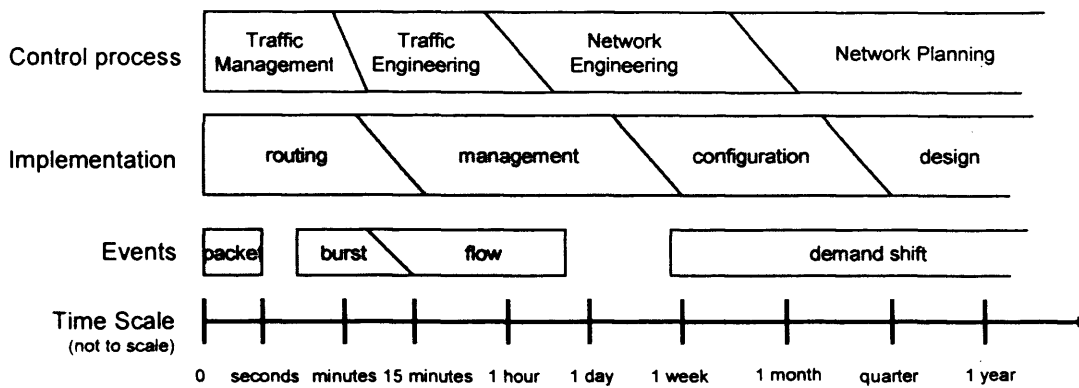 Control process
Traffic
Management
Traffic
Engineering
Network
Engineering
Network Planning
Implementation
routing
management
configuration
design
Events
packet
burst
flow
demand shift
Time Scale
(not to scale)
0 seconds minutes 15 minutes 1 hour 1 day 1 week 1 month quarter 1 year